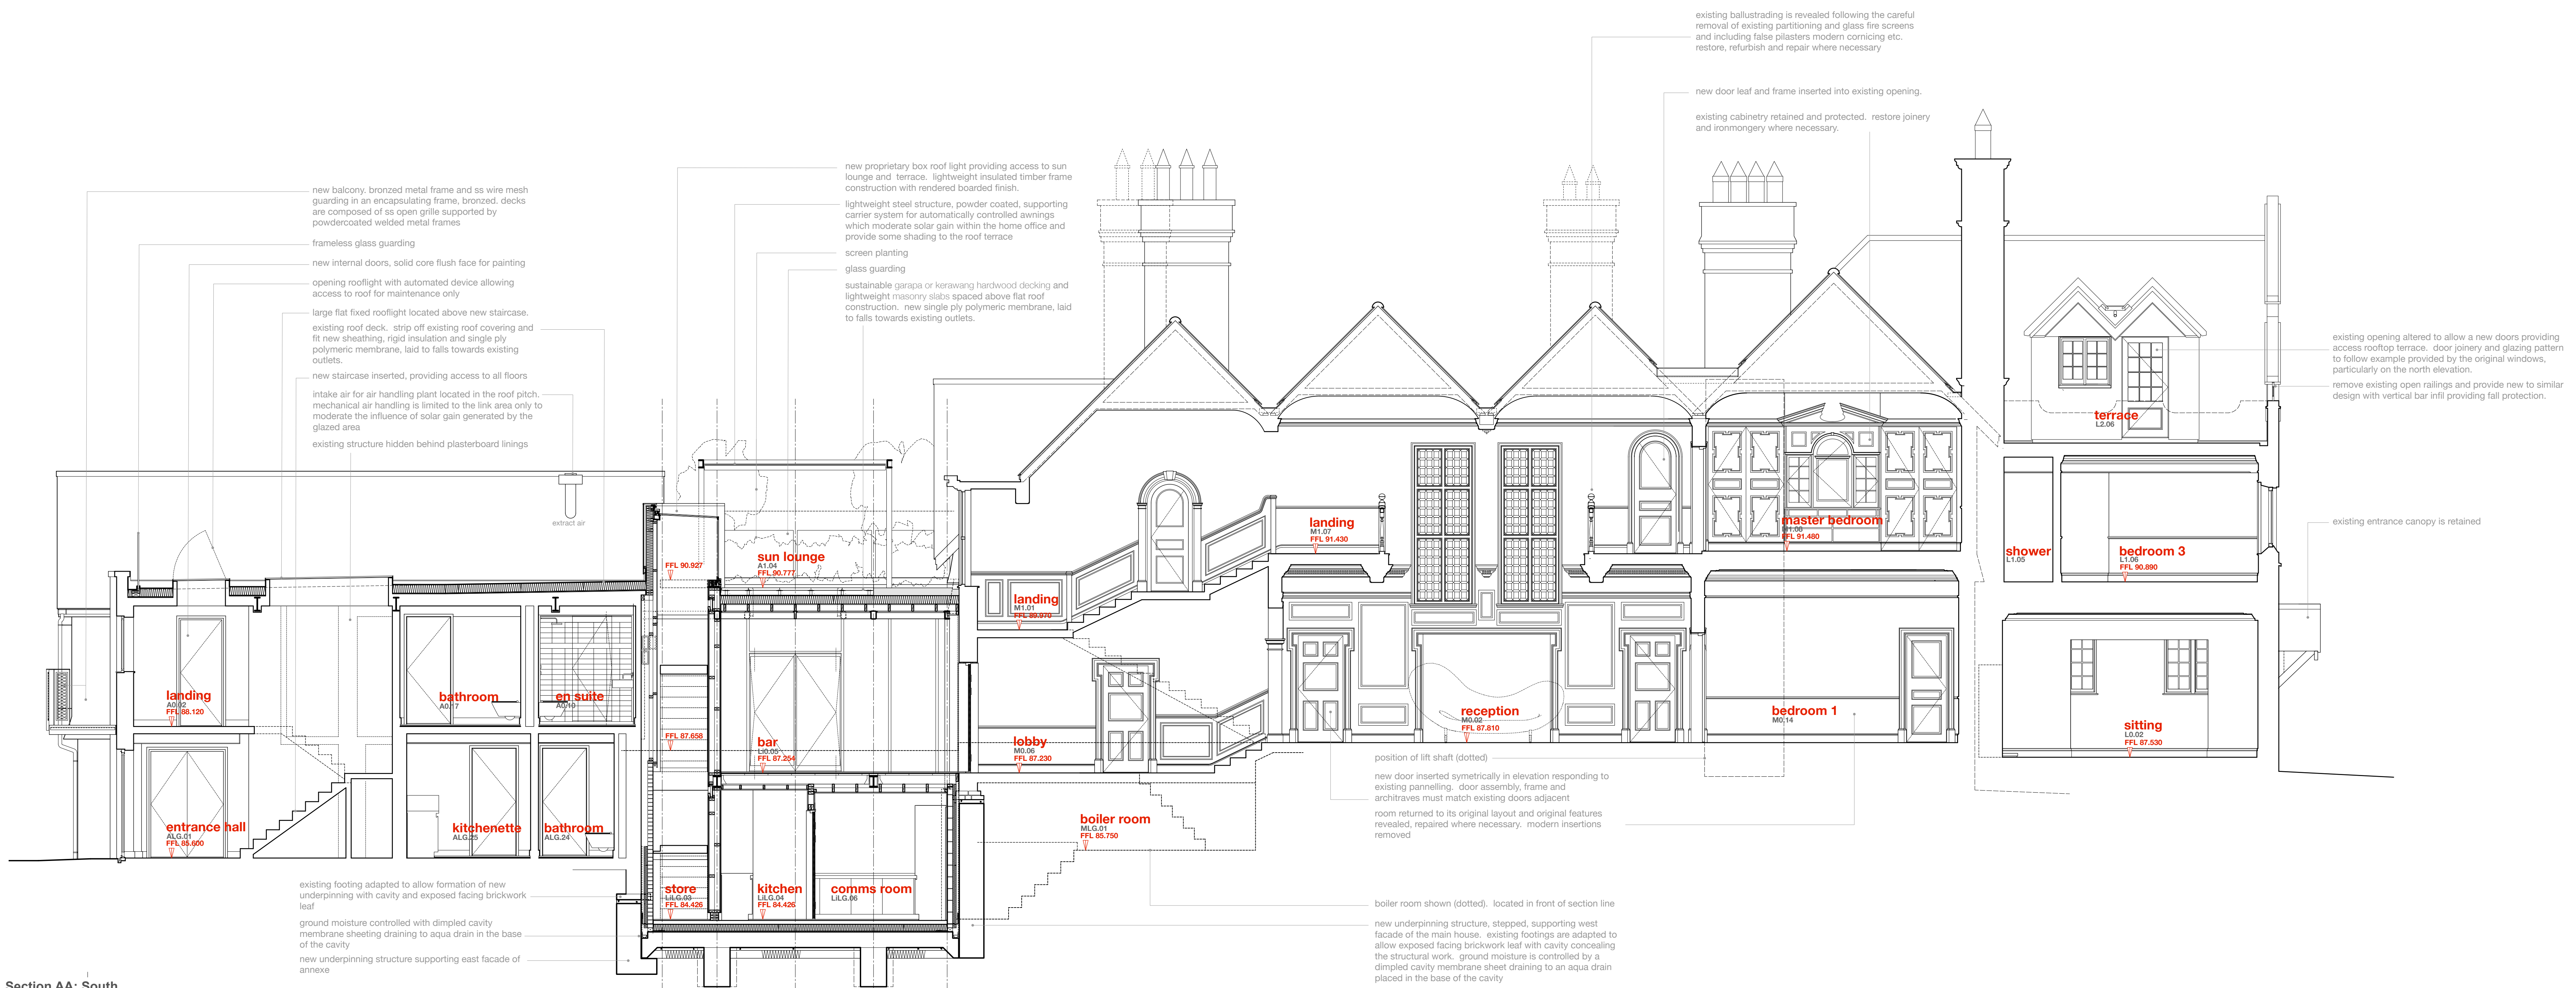 existing ballustrading is revealed following the careful
removal of existing partitioning and glass fire screens
and including false pilasters modern cornicing etc.
restore, refurbish and repair where necessary
new door leaf and frame inserted into existing opening.
existing cabinetry retained and protected. restore joinery
and ironmongery where necessary.
new balcony. bronzed metal frame and ss wire mesh
guarding in an encapsulating frame, bronzed. decks
are composed of ss open grille supported by
powdercoated welded metal frames
frameless glass guarding
new internal doors, solid core flush face for painting
opening rooflight with automated device allowing
access to roof for maintenance only
large flat fixed rooflight located above new staircase.
existing roof deck. strip off existing roof covering and
fit new sheathing, rigid insulation and single ply
polymeric membrane, laid to falls towards existing
outlets.
new staircase inserted, providing access to all floors
intake air for air handling plant located in the roof pitch.
mechanical air handling is limited to the link area only to
moderate the influence of solar gain generated by the
glazed area
existing structure hidden behind plasterboard linings
new proprietary box roof light providing access to sun
lounge and terrace. lightweight insulated timber frame
construction with rendered boarded finish.
lightweight steel structure, powder coated, supporting
carrier system for automatically controlled awnings
which moderate solar gain within the home office and
provide some shading to the roof terrace
screen planting
glass guarding
sustainable garapa or kerawang hardwood decking and
lightweight masonry slabs spaced above flat roof
construction. new single ply polymeric membrane, laid
to falls towards existing outlets.
existing opening altered to allow a new doors providing
access rooftop terrace. door joinery and glazing pattern
to follow example provided by the original windows,
particularly on the north elevation.
remove existing open railings and provide new to similar
design with vertical bar infil providing fall protection.
existing entrance canopy is retained
extract air
terrace
L2.06
landing
M1.07
FFL 91.430
master bedroom
M1.06
FFL 91.480
shower
L1.05
bedroom 3
L1.06
FFL 90.890
FFL 90.927
sun lounge
A1.04
FFL 90.777
landing
M1.01
FFL 89.970
landing
A0.02
FFL 88.120
bathroom
A0.17
en suite
A0.10
FFL 87.658
bar
Li0.05
FFL 87.254
lobby
M0.06
FFL 87.230
reception
M0.02
FFL 87.810
bedroom 1
M0.14
sitting
L0.02
FFL 87.530
entrance hall
ALG.01
FFL 85.600
kitchenette
ALG.25
bathroom
ALG.24
boiler room
MLG.01
FFL 85.750
store
LiLG.03
FFL 84.426
kitchen
LiLG.04
FFL 84.426
comms room
LiLG.06
position of lift shaft (dotted)
new door inserted symetrically in elevation responding to
existing pannelling. door assembly, frame and
architraves must match existing doors adjacent
room returned to its original layout and original features
revealed, repaired where necessary. modern insertions
removed
boiler room shown (dotted). located in front of section line
new underpinning structure, stepped, supporting west
facade of the main house. existing footings are adapted to
allow exposed facing brickwork leaf with cavity concealing
the structural work. ground moisture is controlled by a
dimpled cavity membrane sheet draining to an aqua drain
placed in the base of the cavity
existing footing adapted to allow formation of new
underpinning with cavity and exposed facing brickwork
leaf
ground moisture controlled with dimpled cavity
membrane sheeting draining to aqua drain in the base
of the cavity
new underpinning structure supporting east facade of
annexe
Section AA: South